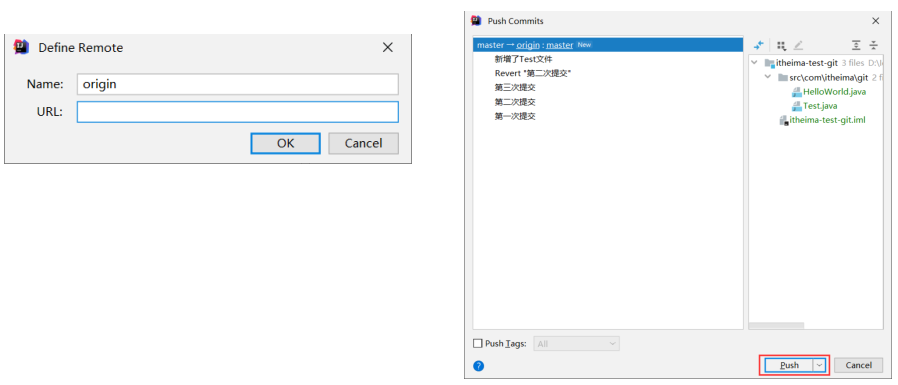 Define Remote
Name: origin
URL:
OK Cancel
Push Commits
master → origin : master New
新增了Test文件
Revert "第二次提交"
第三次提交
第二次提交
第一次提交
itheima-test-git 3 files
src\com\itheima\git 2
HelloWorld.java
Test.java
itheima-test-git.iml
Push Tags: All
? Push Cancel